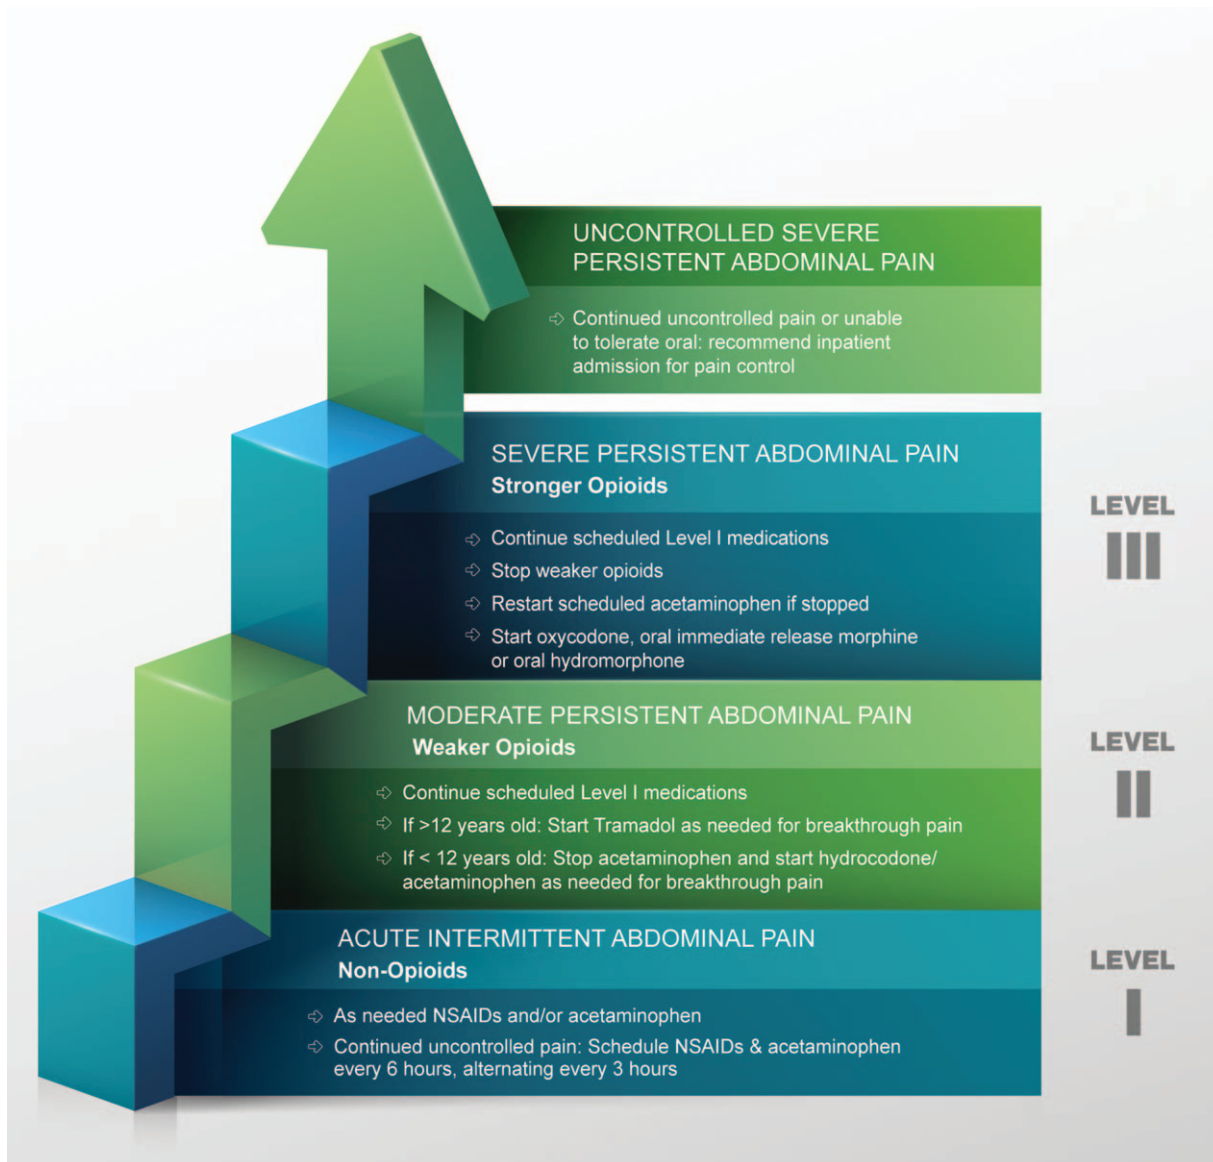 UNCONTROLLED SEVERE
PERSISTENT ABDOMINAL PAIN
⇨ Continued uncontrolled pain or unable
to tolerate oral: recommend inpatient
admission for pain control
SEVERE PERSISTENT ABDOMINAL PAIN
Stronger Opioids
⇨ Continue scheduled Level I medications
⇨ Stop weaker opioids
⇨ Restart scheduled acetaminophen if stopped
⇨ Start oxycodone, oral immediate release morphine
or oral hydromorphone
LEVEL
III
MODERATE PERSISTENT ABDOMINAL PAIN
Weaker Opioids
⇨ Continue scheduled Level I medications
⇨ If >12 years old: Start Tramadol as needed for breakthrough pain
⇨ If < 12 years old: Stop acetaminophen and start hydrocodone/
acetaminophen as needed for breakthrough pain
LEVEL
II
ACUTE INTERMITTENT ABDOMINAL PAIN
Non-Opioids
⇨ As needed NSAIDs and/or acetaminophen
⇨ Continued uncontrolled pain: Schedule NSAIDs & acetaminophen
every 6 hours, alternating every 3 hours
LEVEL
I